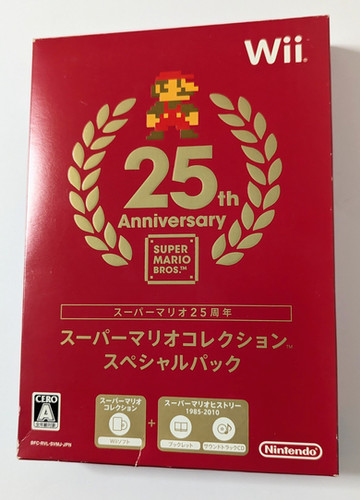 Wii
25th
Anniversary
SUPER
MARIO
BROS.™
スーパーマリオ25周年
スーパーマリオコレクション™
スペシャルパック
CERO
A
スーパーマリオ
コレクション
Wiiソフト
+
スーパーマリオヒストリー
1985-2010
ブックレット
サウンドトラックCD
Nintendo